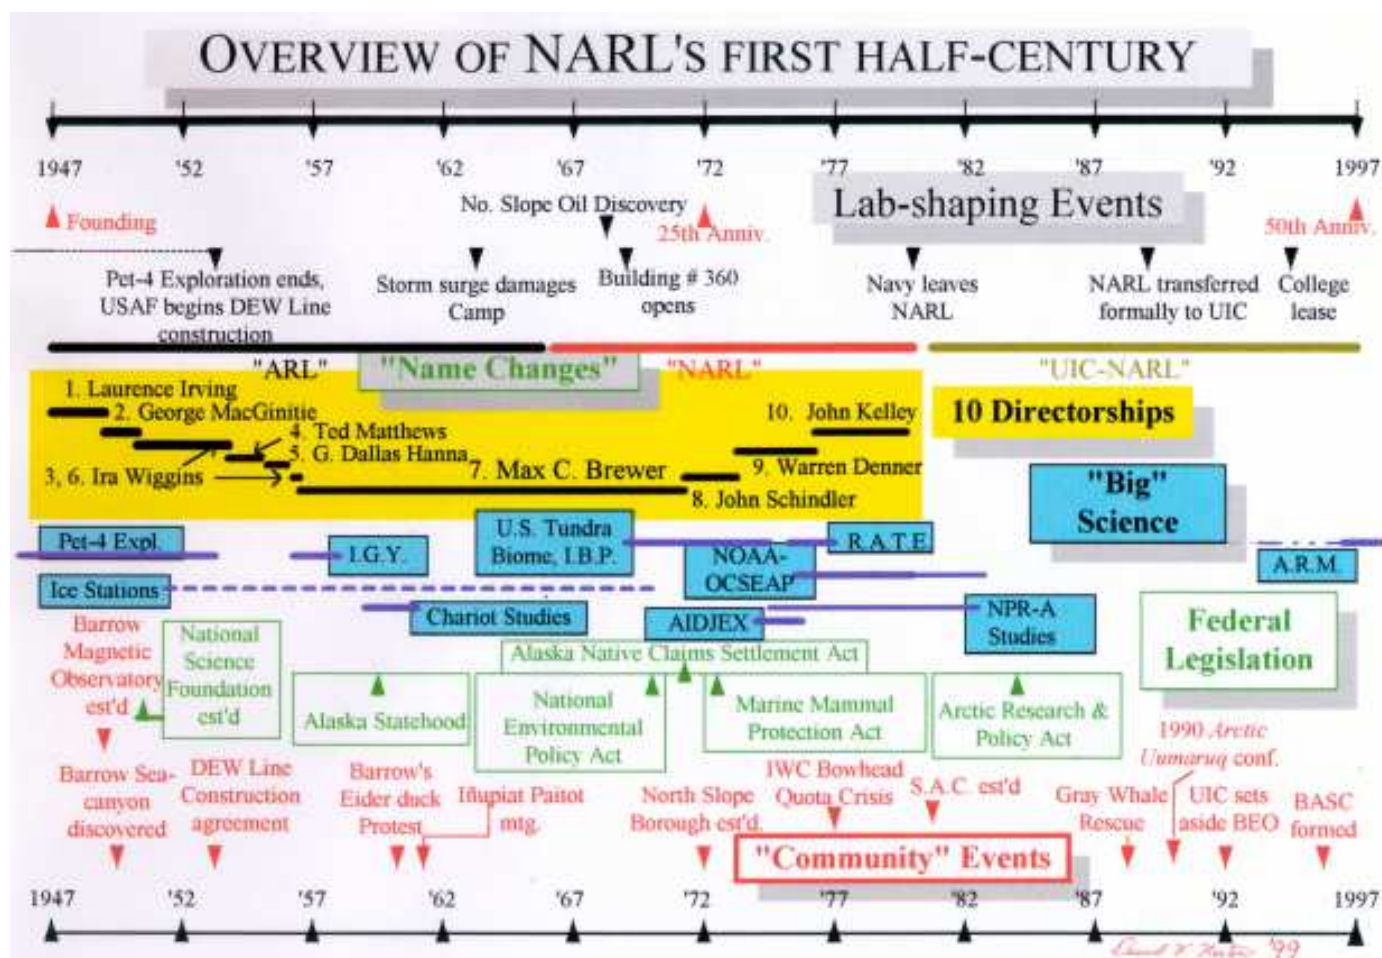 OVERVIEW OF NARL'S FIRST HALF-CENTURY
1947 '52 '57 '62 '67 '72 '77 '82 '87 '92 1997
Founding
No. Slope Oil Discovery
25th Anniv.
Lab-shaping Events
50th Anniv.
Pet-4 Exploration ends,
USAF begins DEW Line
construction
Storm surge damages
Camp
Building # 360
opens
Navy leaves
NARL
NARL transferred
formally to UIC
College
lease
"ARL"
"Name Changes"
"NARL"
"UIC-NARL"
1. Laurence Irving
2. George MacGinitie
3, 6. Ira Wiggins
4. Ted Matthews
5. G. Dallas Hanna
7. Max C. Brewer
8. John Schindler
9. Warren Denner
10. John Kelley
10 Directorships
"Big"
Science
Pet-4 Expl.
I.G.Y.
U.S. Tundra
Biome, I.B.P.
NOAA-
OCSEAP
R.A.T.E.
A.R.M.
Ice Stations
Chariot Studies
AIDJEX
NPR-A
Studies
Federal
Legislation
Barrow
Magnetic
Observatory
est'd
National
Science
Foundation
est'd
Alaska Statehood
Alaska Native Claims Settlement Act
National
Environmental
Policy Act
Marine Mammal
Protection Act
Arctic Research &
Policy Act
Barrow Sea-
canyon
discovered
DEW Line
Construction
agreement
Barrow's
Eider duck
Protest
Iñupiat Paitot
mtg.
North Slope
Borough est'd.
IWC Bowhead
Quota Crisis
S.A.C. est'd
Gray Whale
Rescue
1990 Arctic
Uumaruq conf.
UIC sets
aside BEO
BASC
formed
"Community" Events
1947 '52 '57 '62 '67 '72 '77 '82 '87 '92 1997
'99